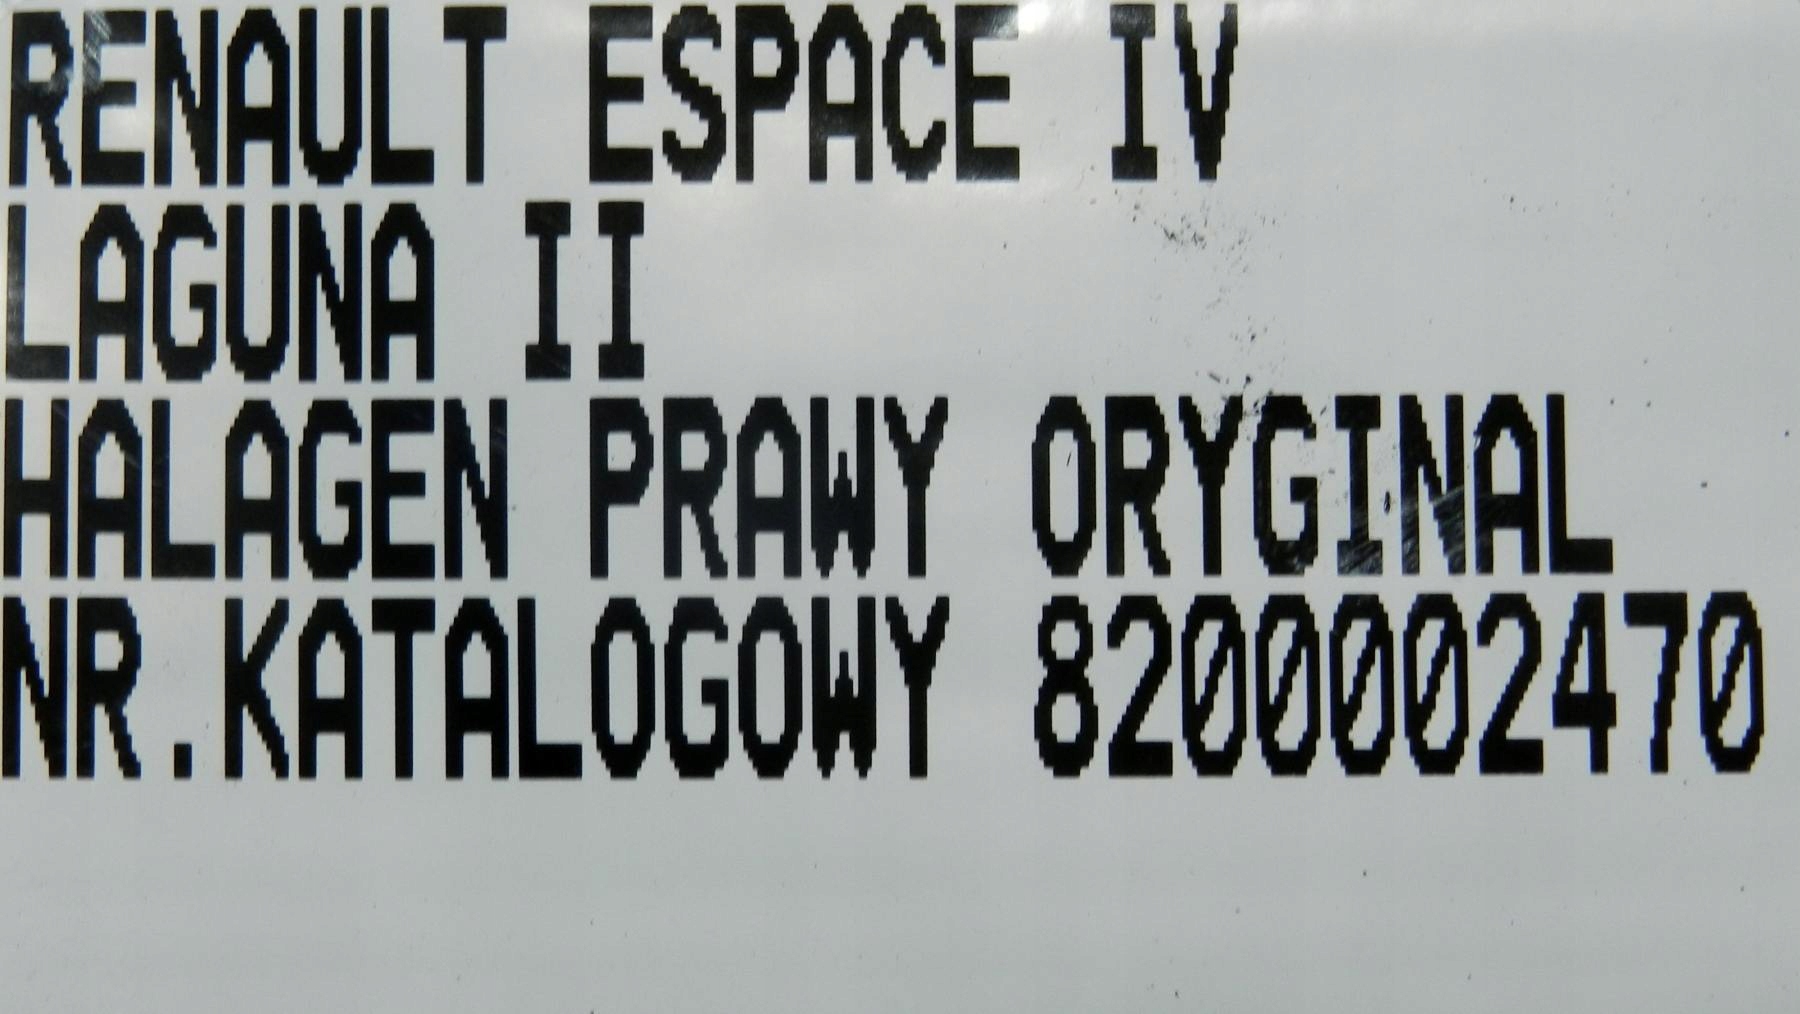 RENAULT ESPACE IV
LAGUNA II
HALAGEN PRAWY ORYGINAL
NR.KATALOGOWY 8200002470